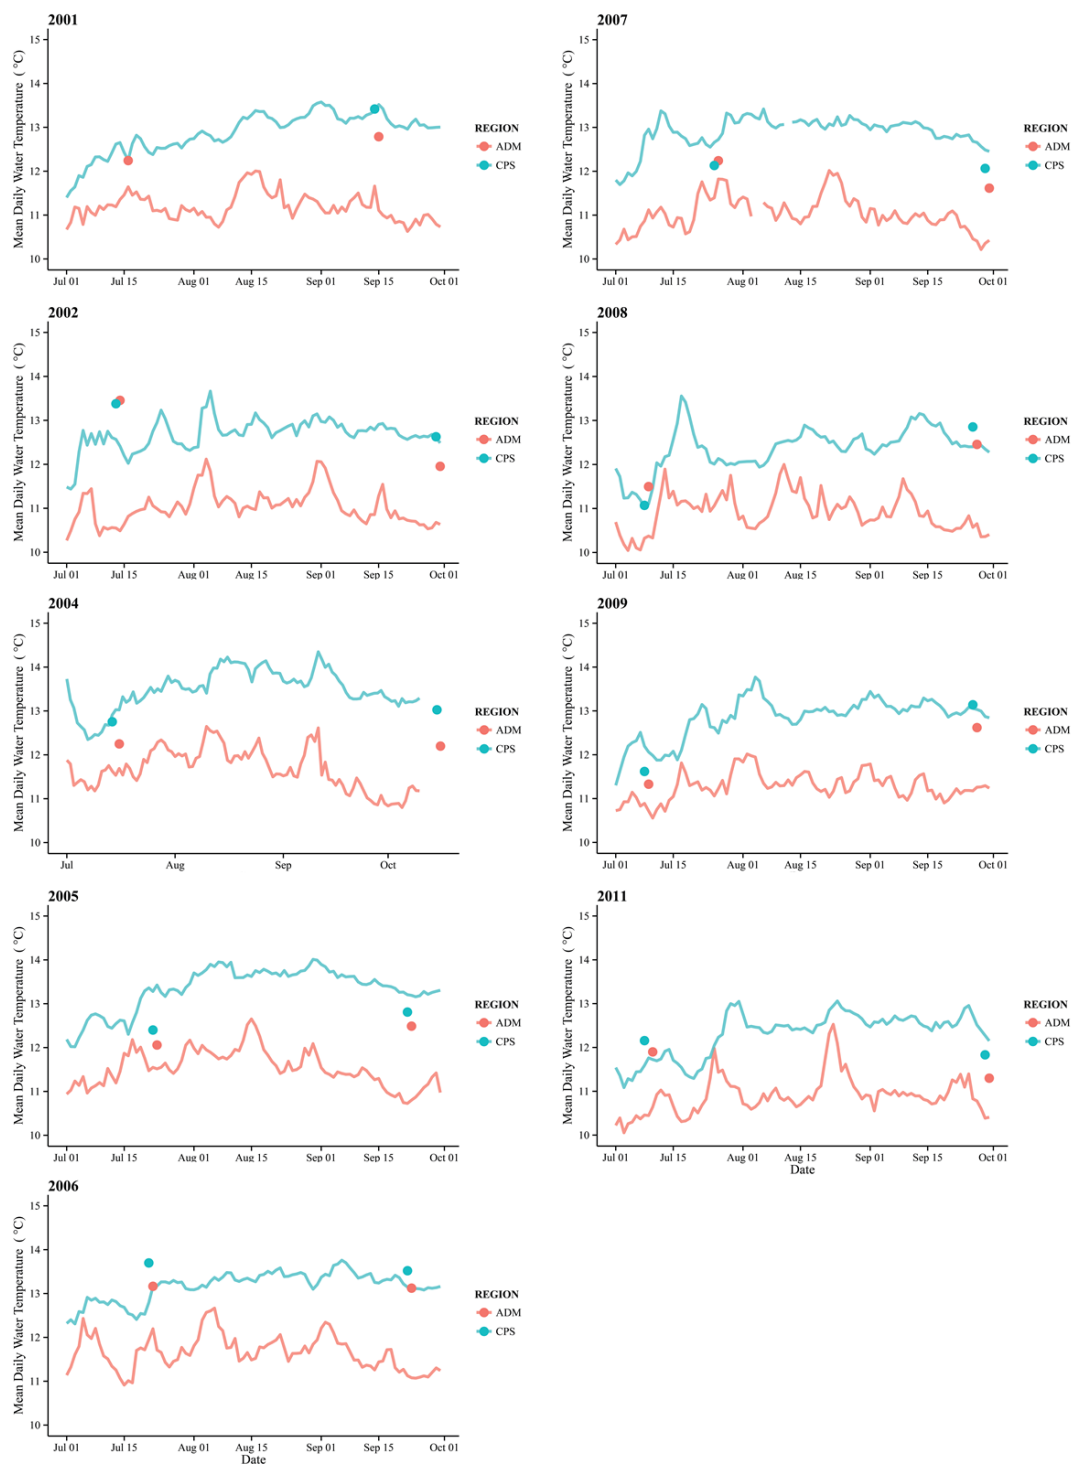 2001
Mean Daily Water Temperature (°C)
15
14
13
12
11
10
Jul 01 Jul 15 Aug 01 Aug 15 Sep 01 Sep 15 Oct 01
REGION
ADM
CPS
2007
Mean Daily Water Temperature (°C)
15
14
13
12
11
10
Jul 01 Jul 15 Aug 01 Aug 15 Sep 01 Sep 15 Oct 01
REGION
ADM
CPS
2002
Mean Daily Water Temperature (°C)
15
14
13
12
11
10
Jul 01 Jul 15 Aug 01 Aug 15 Sep 01 Sep 15 Oct 01
REGION
ADM
CPS
2008
Mean Daily Water Temperature (°C)
15
14
13
12
11
10
Jul 01 Jul 15 Aug 01 Aug 15 Sep 01 Sep 15 Oct 01
REGION
ADM
CPS
2004
Mean Daily Water Temperature (°C)
15
14
13
12
11
10
Jul Aug Sep Oct
REGION
ADM
CPS
2009
Mean Daily Water Temperature (°C)
15
14
13
12
11
10
Jul 01 Jul 15 Aug 01 Aug 15 Sep 01 Sep 15 Oct 01
REGION
ADM
CPS
2005
Mean Daily Water Temperature (°C)
15
14
13
12
11
10
Jul 01 Jul 15 Aug 01 Aug 15 Sep 01 Sep 15 Oct 01
REGION
ADM
CPS
2011
Mean Daily Water Temperature (°C)
15
14
13
12
11
10
Jul 01 Jul 15 Aug 01 Aug 15 Sep 01 Sep 15 Oct 01
Date
REGION
ADM
CPS
2006
Mean Daily Water Temperature (°C)
15
14
13
12
11
10
Jul 01 Jul 15 Aug 01 Aug 15 Sep 01 Sep 15 Oct 01
Date
REGION
ADM
CPS